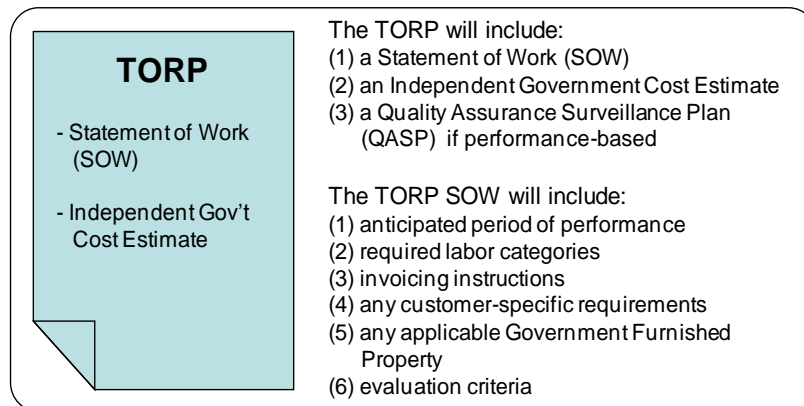 TORP
- Statement of Work
(SOW)
- Independent Gov't
Cost Estimate
The TORP will include:
(1) a Statement of Work (SOW)
(2) an Independent Government Cost Estimate
(3) a Quality Assurance Surveillance Plan
(QASP) if performance-based
The TORP SOW will include:
(1) anticipated period of performance
(2) required labor categories
(3) invoicing instructions
(4) any customer-specific requirements
(5) any applicable Government Furnished
Property
(6) evaluation criteria